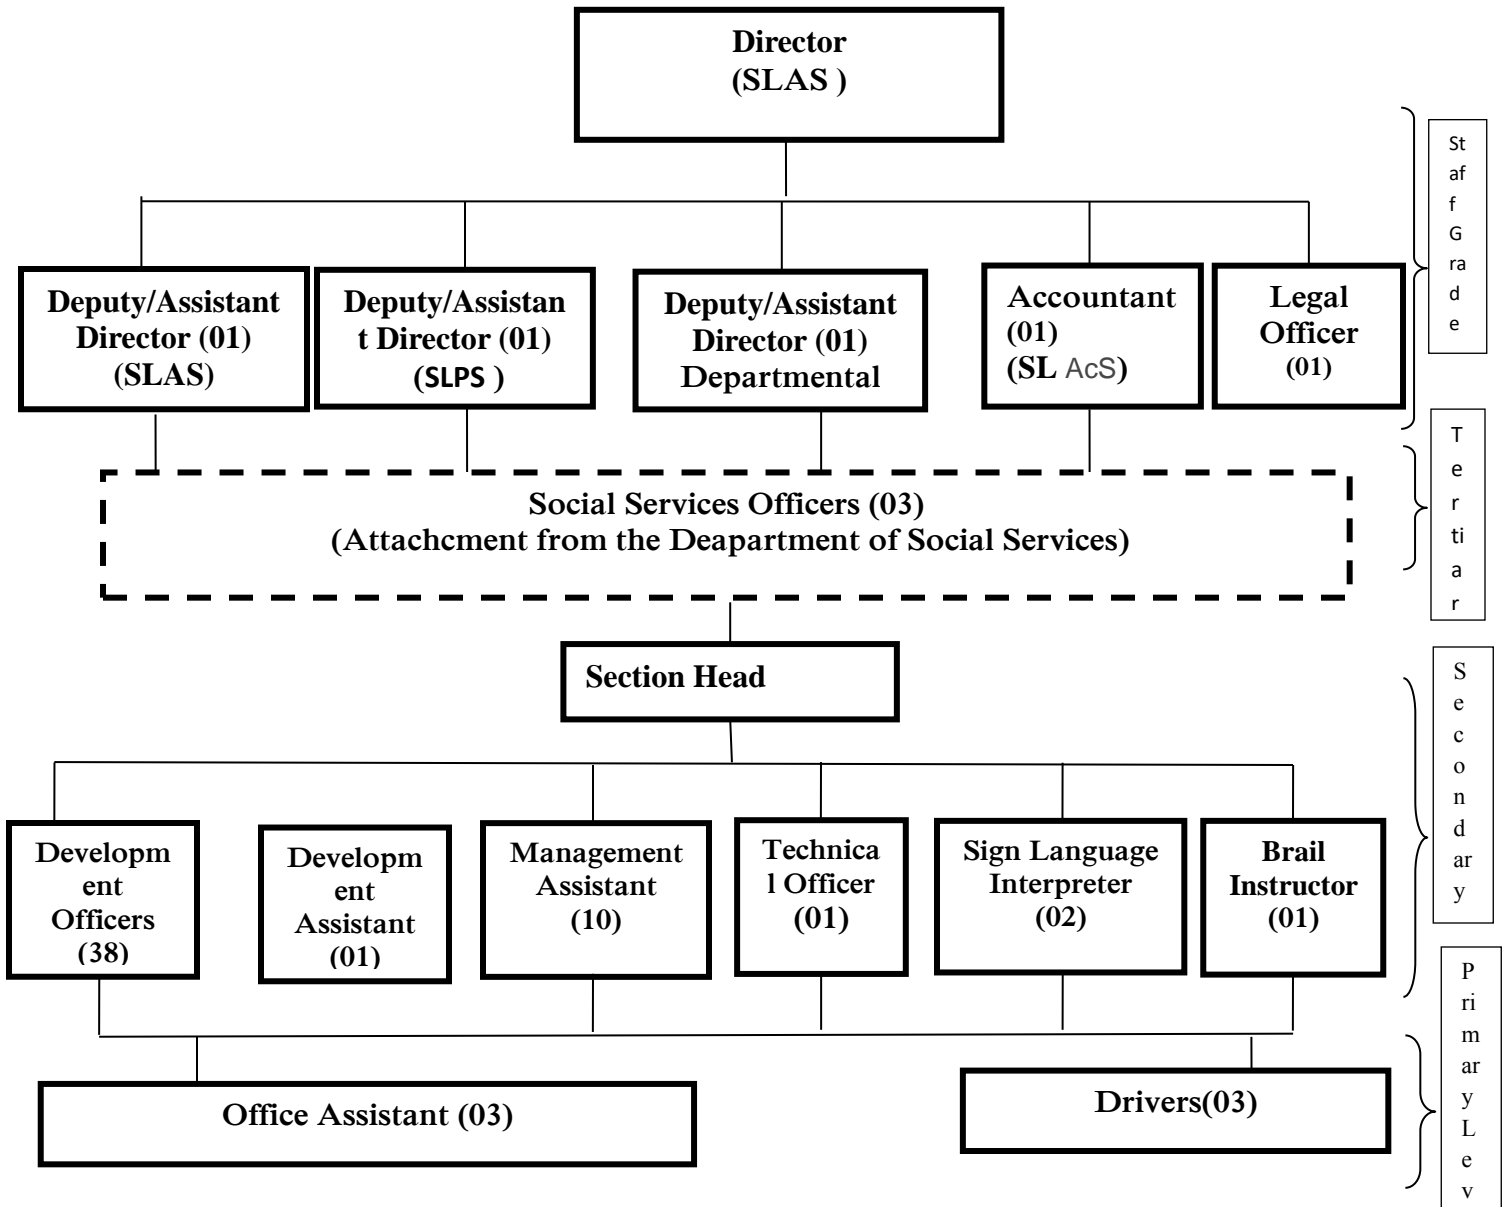 Director
(SLAS )
St
af
f
G
ra
d
e
Deputy/Assistant
Director (01)
(SLAS)
Deputy/Assistan
t Director (01)
(SLPS )
Deputy/Assistant
Director (01)
Departmental
Accountant
(01)
(SL AcS)
Legal
Officer
(01)
T
e
r
ti
a
r
Social Services Officers (03)
(Attachcment from the Deapartment of Social Services)
Section Head
S
e
c
o
n
d
ar
y
Developm
ent
Officers
(38)
Developm
ent
Assistant
(01)
Management
Assistant
(10)
Technica
l Officer
(01)
Sign Language
Interpreter
(02)
Brail
Instructor
(01)
P
ri
m
ar
y
L
e
v
Office Assistant (03)
Drivers(03)